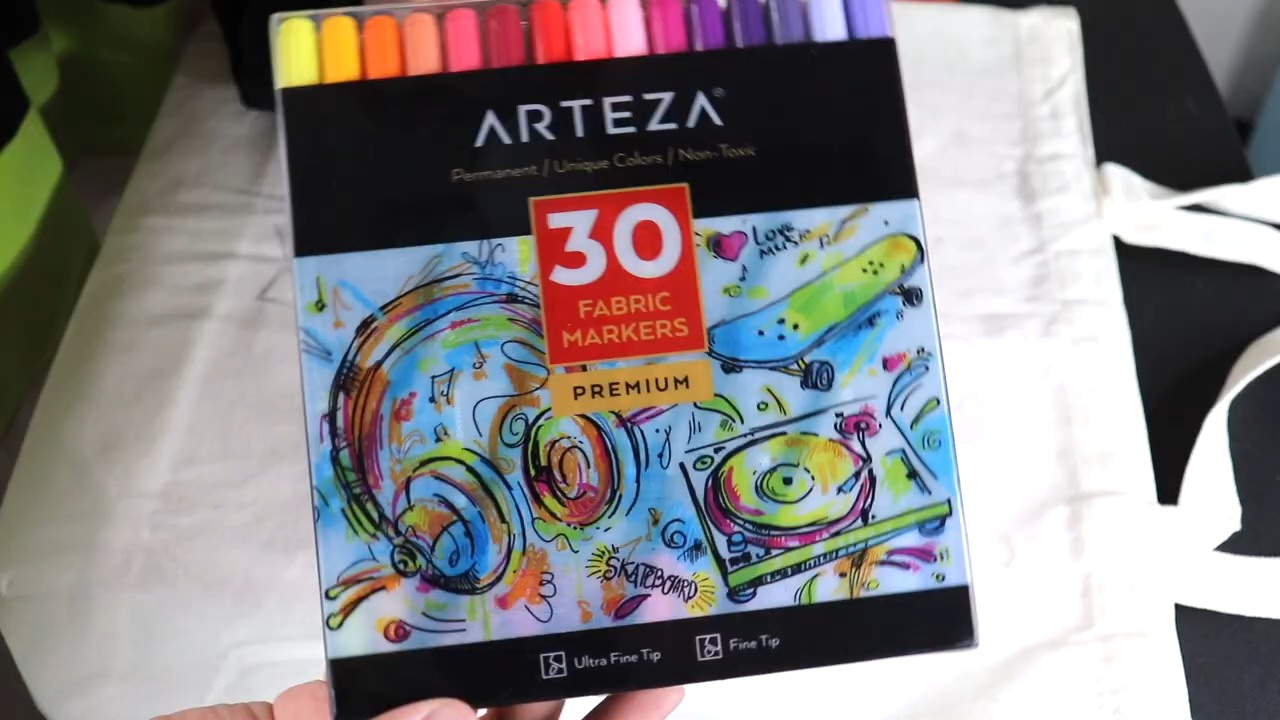 ARTEZA®
Permanent / Unique Colors / Non-Toxic
30
FABRIC
MARKERS
PREMIUM
LOVE
MUSIC
SKATEBOARD
Ultra Fine Tip
Fine Tip